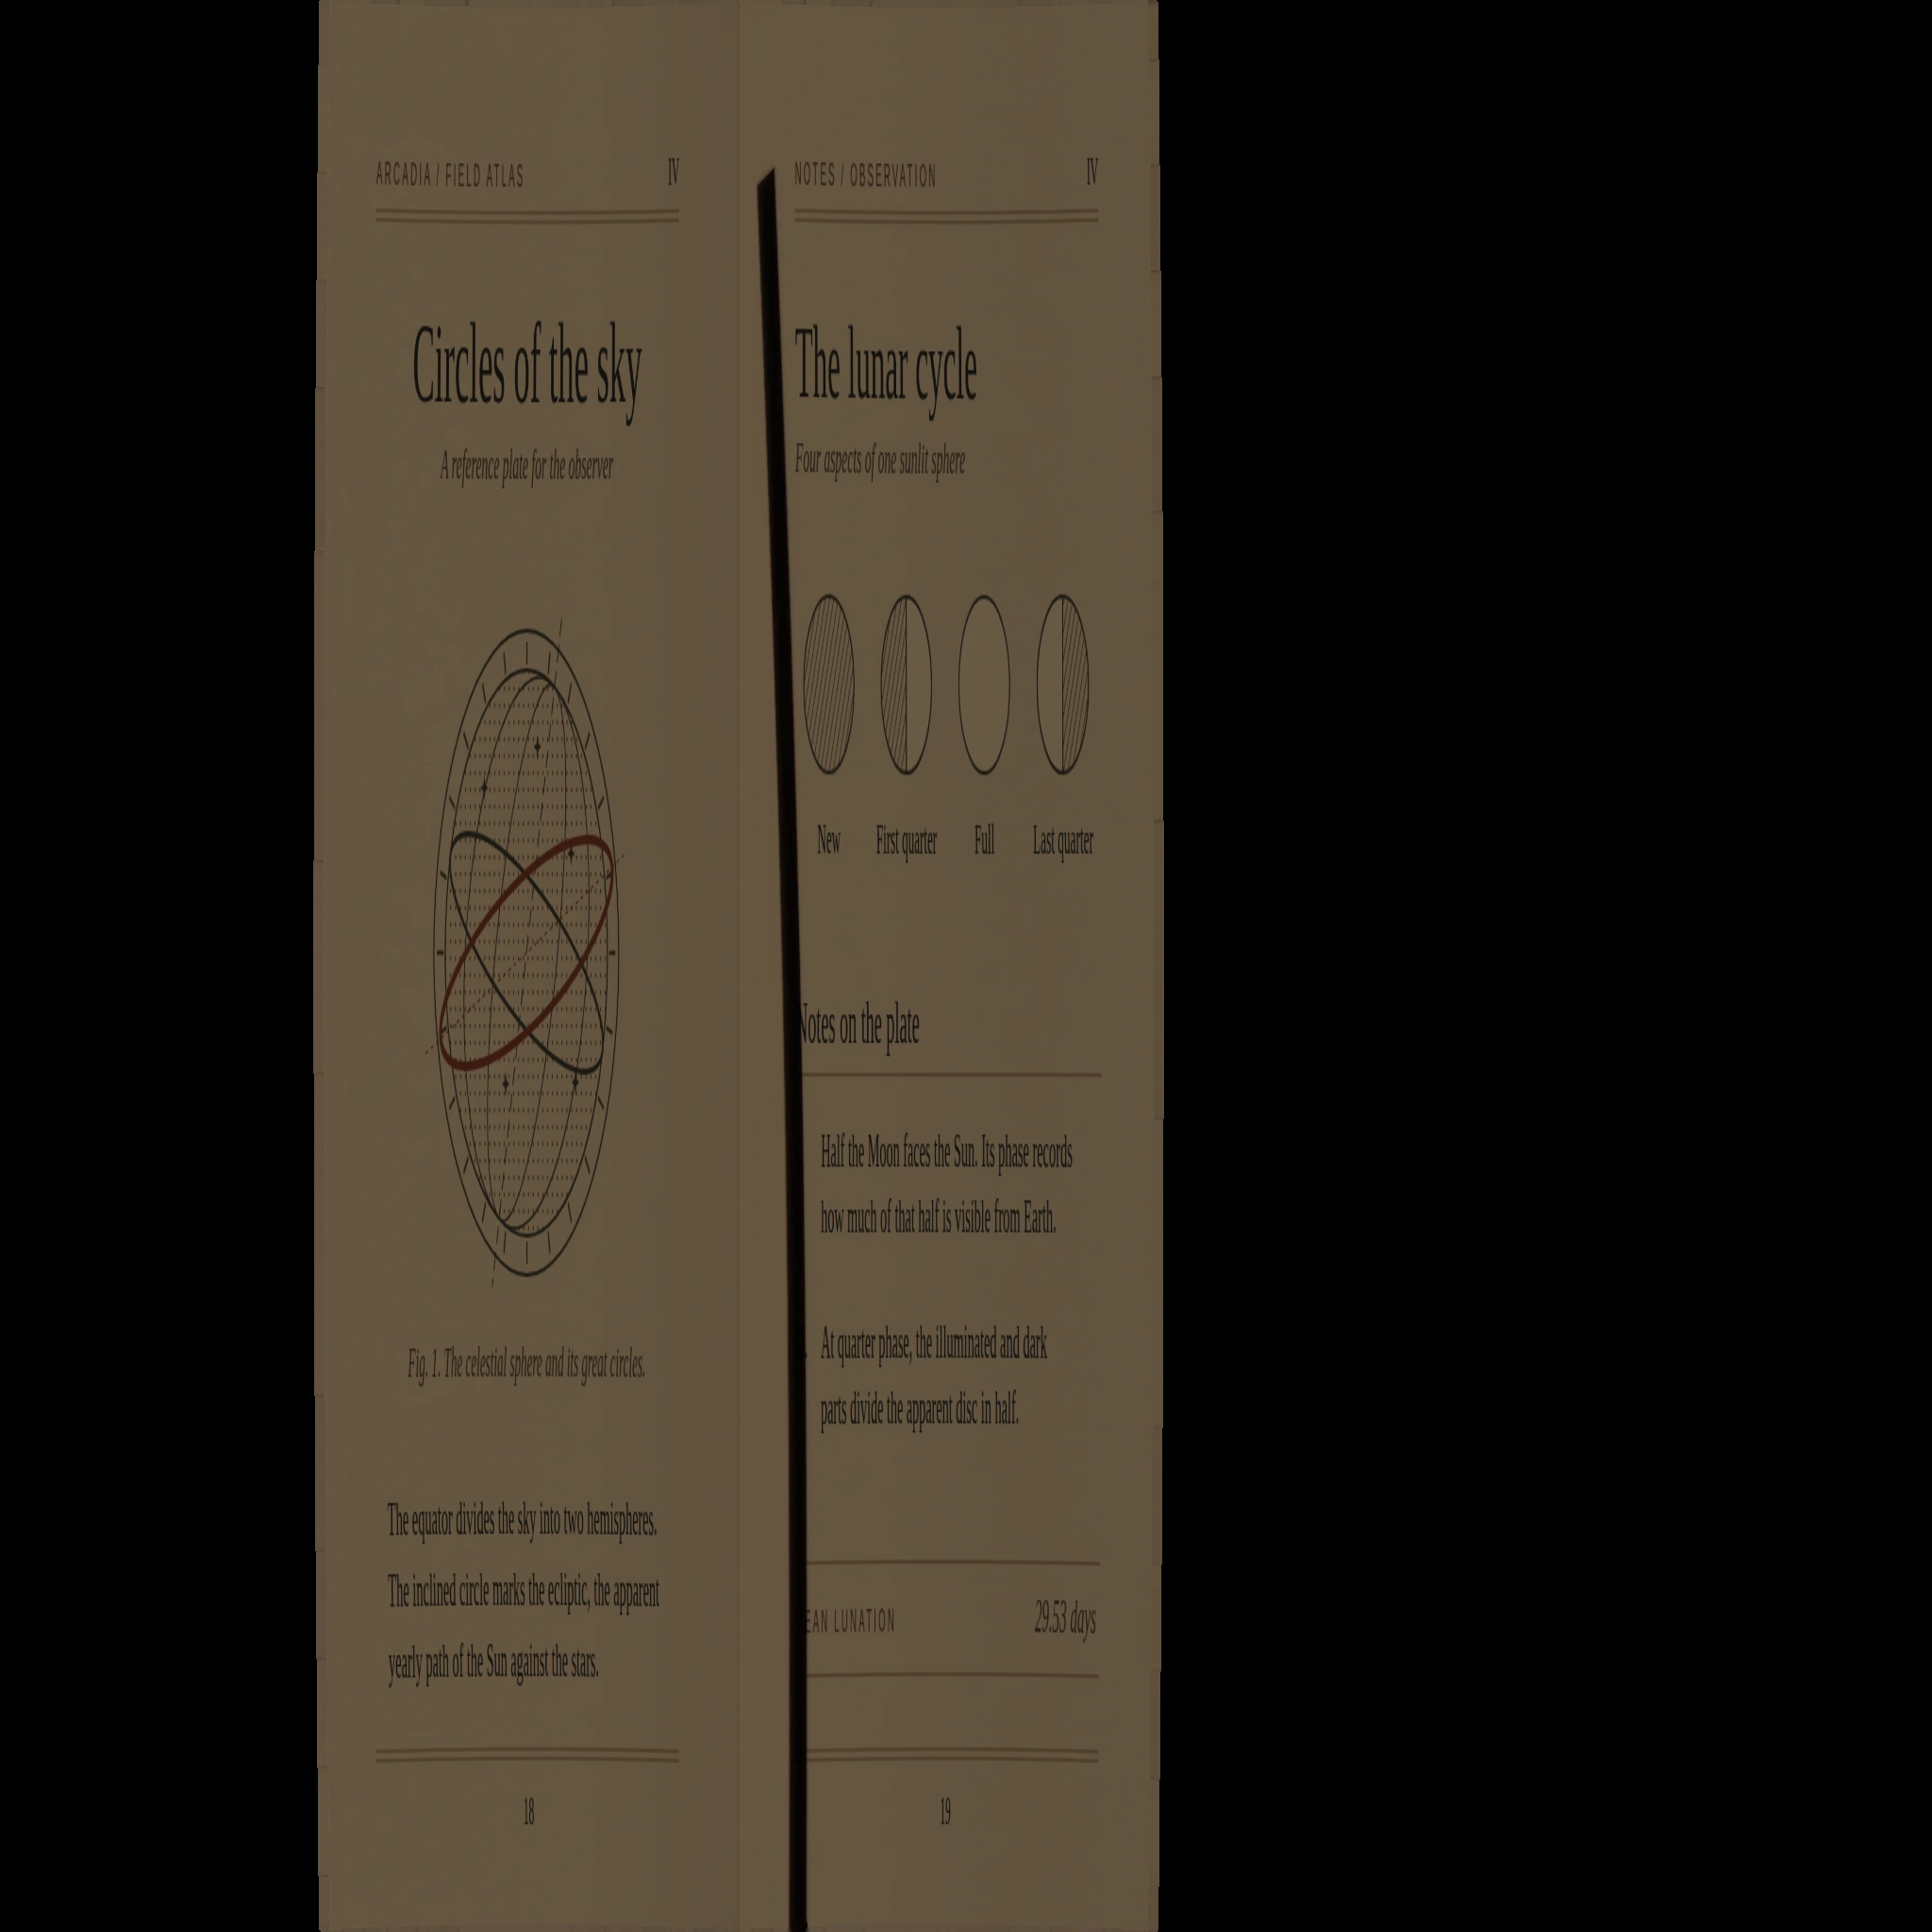 ARCADIA / FIELD ATLAS IV
Circles of the sky
A reference plate for the observer
Fig. 1. The celestial sphere and its great circles.
The equator divides the sky into two hemispheres.
The inclined circle marks the ecliptic, the apparent
yearly path of the Sun against the stars.
18
NOTES / OBSERVATION IV
The lunar cycle
Four aspects of one sunlit sphere
New First quarter Full Last quarter
Notes on the plate
Half the Moon faces the Sun. Its phase records
how much of that half is visible from Earth.
At quarter phase, the illuminated and dark
parts divide the apparent disc in half.
EAN LUNATION 29.53 days
19